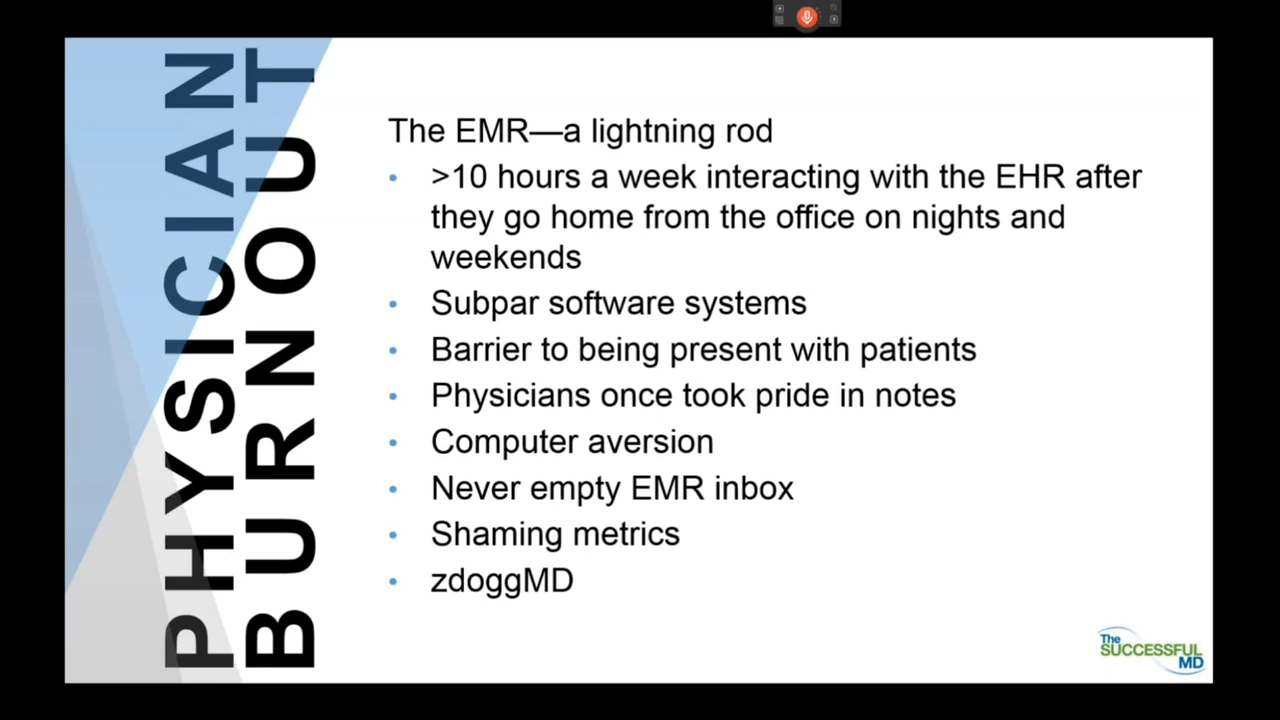 PHYSICIAN
BURNOUT
The EMR—a lightning rod
• >10 hours a week interacting with the EHR after
they go home from the office on nights and
weekends
• Subpar software systems
• Barrier to being present with patients
• Physicians once took pride in notes
• Computer aversion
• Never empty EMR inbox
• Shaming metrics
• zdoggMD
The
SUCCESSFUL
MD